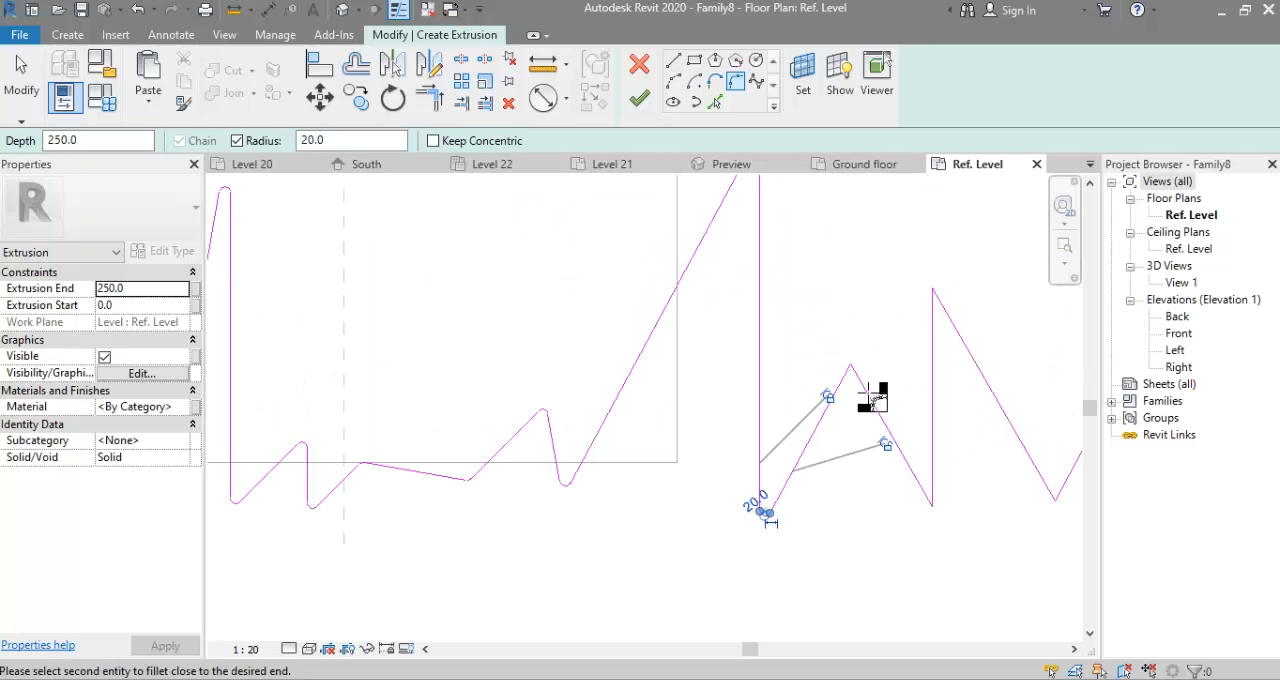 Autodesk Revit 2020 - Family8 - Floor Plan: Ref. Level
Sign In
File Create Insert Annotate View Manage Add-Ins Modify | Create Extrusion
Modify
Paste
Cut
Join
Set Show Viewer
Depth 250.0 Chain Radius: 20.0 Keep Concentric
Properties
Level 20 South Level 22 Level 21 Preview Ground floor Ref. Level
Project Browser - Family8
Extrusion Edit Type
Constraints
Extrusion End 250.0
Extrusion Start 0.0
Work Plane Level : Ref. Level
Graphics
Visible
Visibility/Graphi... Edit...
Materials and Finishes
Material <By Category>
Identity Data
Subcategory <None>
Solid/Void Solid
Properties help Apply
2D
20.0
Views (all)
Floor Plans
Ref. Level
Ceiling Plans
Ref. Level
3D Views
View 1
Elevations (Elevation 1)
Back
Front
Left
Right
Sheets (all)
Families
Groups
Revit Links
1 : 20
Please select second entity to fillet close to the desired end.
:0